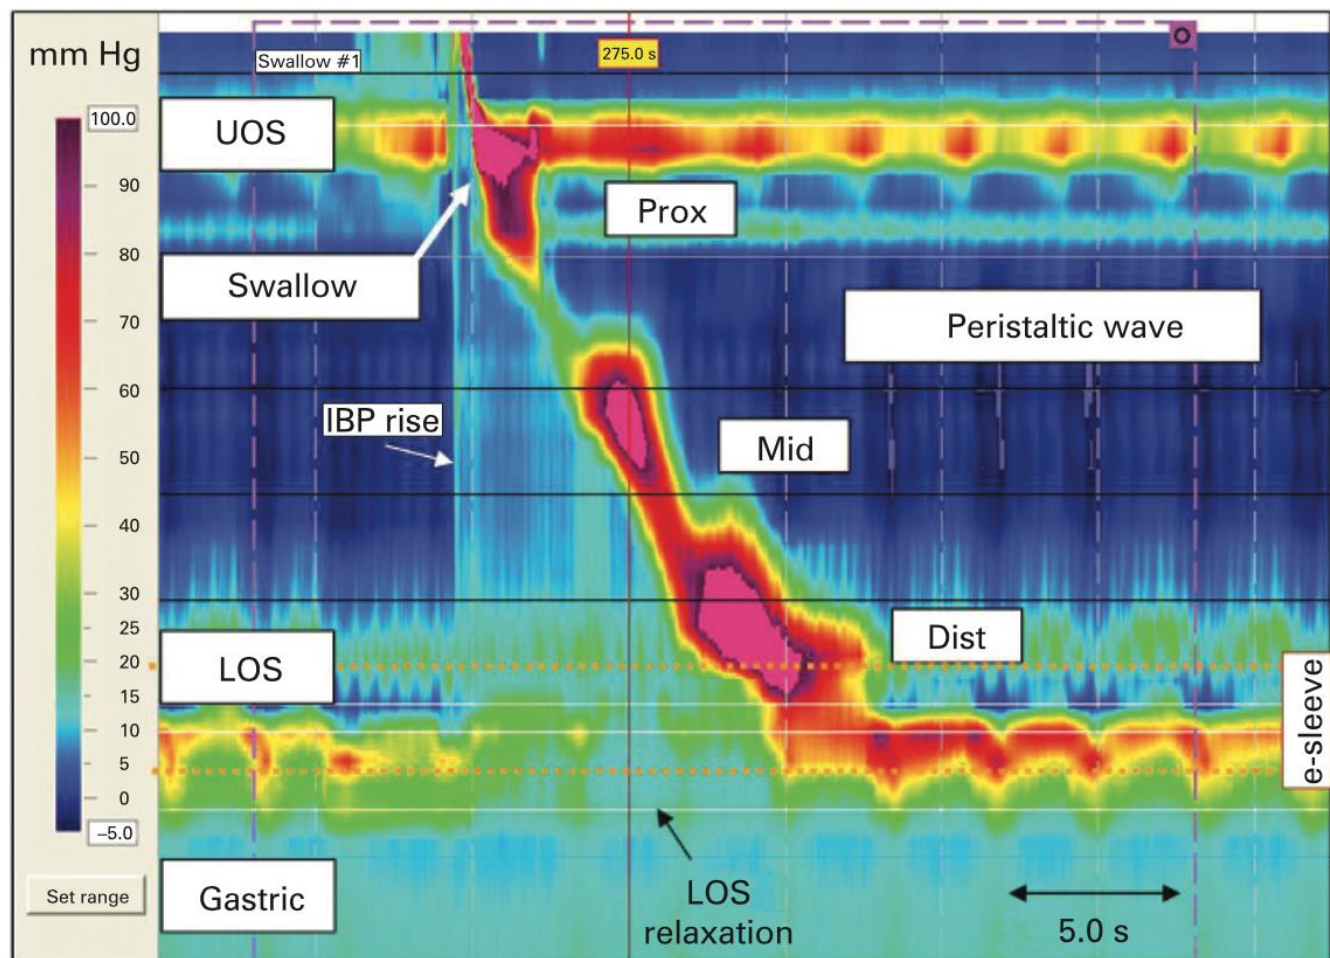 mm Hg
100.0
90
80
70
60
50
40
30
25
20
15
10
5
0
–5.0
Set range
Swallow #1
275.0 s
UOS
Prox
Swallow
Peristaltic wave
IBP rise
Mid
Dist
LOS
e-sleeve
Gastric
LOS
relaxation
5.0 s